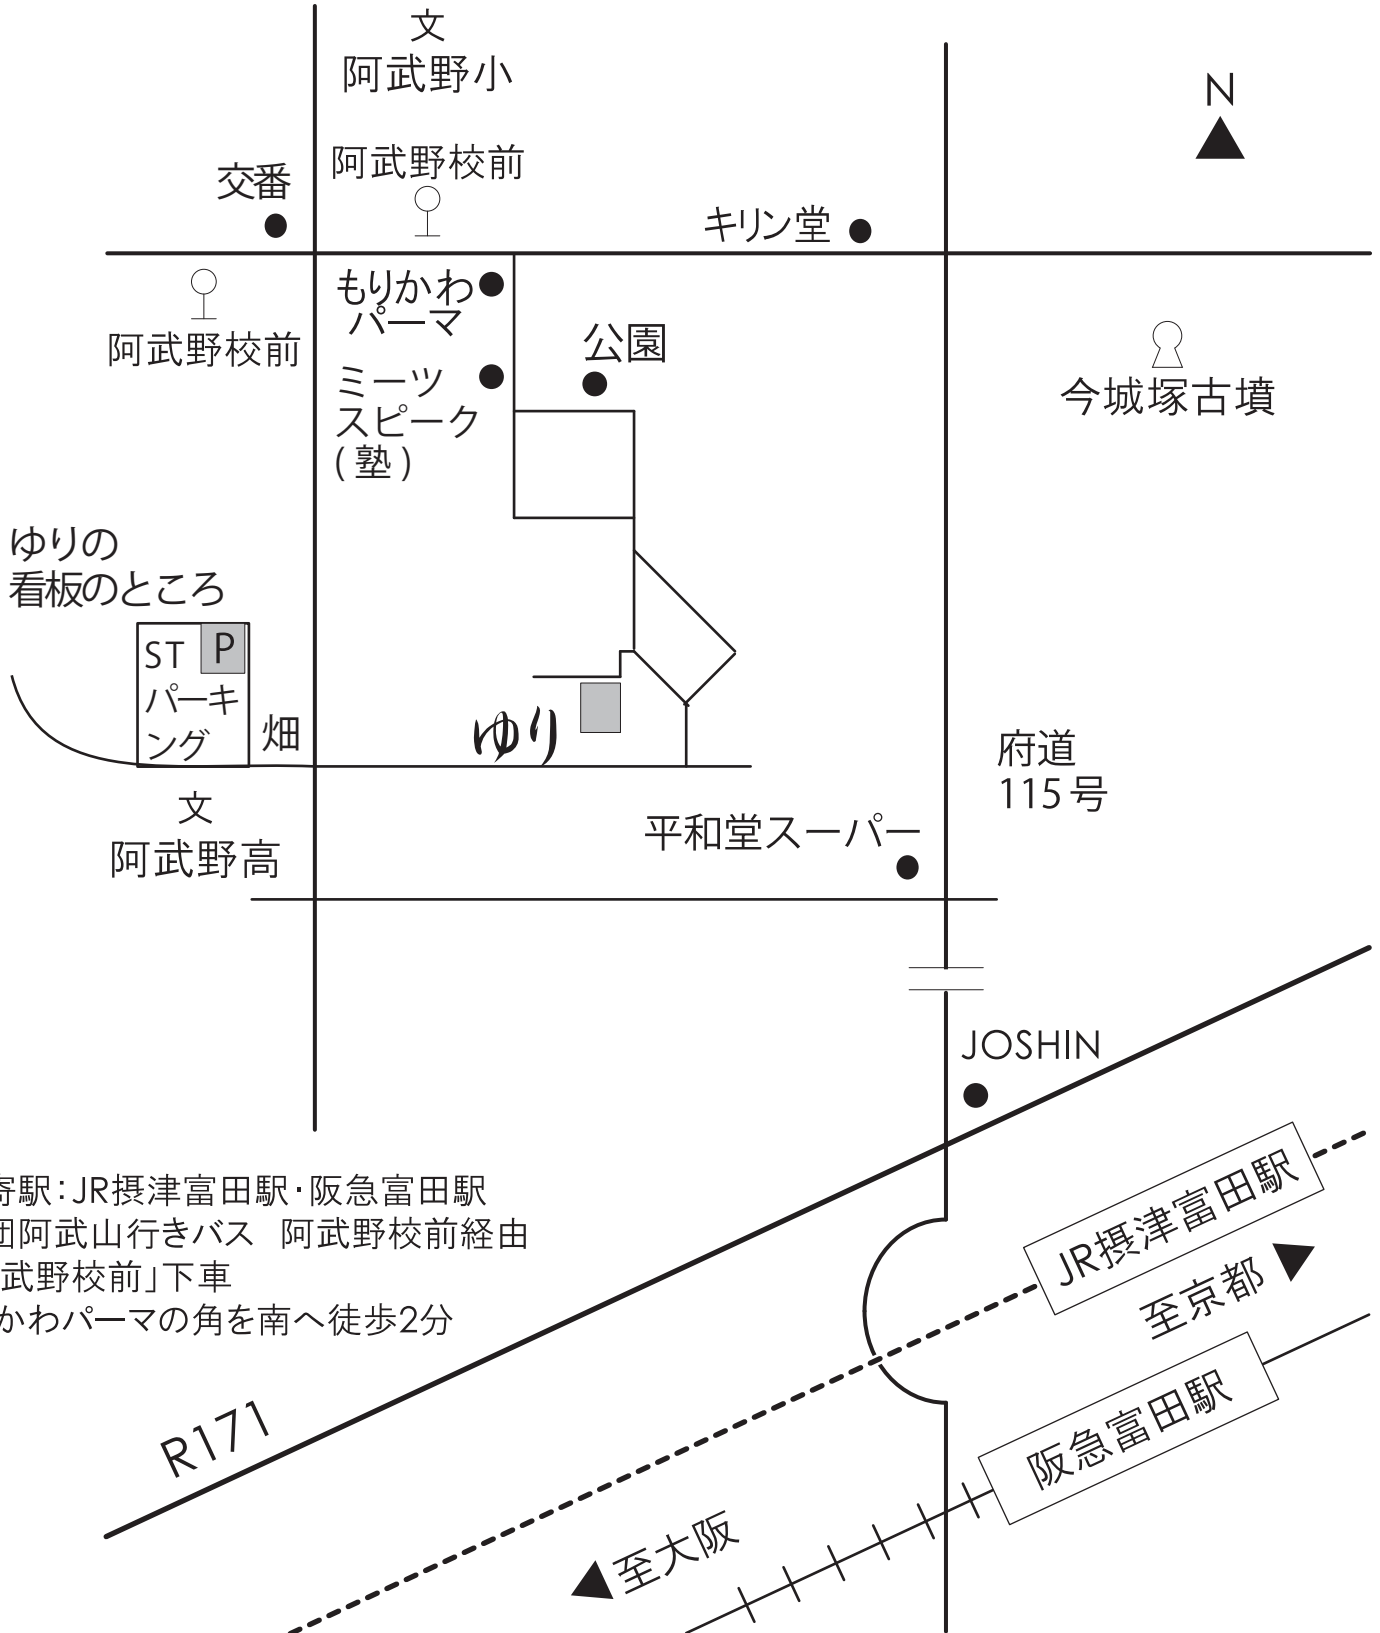 文
阿武野小
N
阿武野校前
交番
キリン堂
もりかわ
パーマ
公園
阿武野校前
ミーツ
スピーク
(塾)
今城塚古墳
ゆりの
看板のところ
ST
P
パーキ
ング
畑
ゆり
府道
115号
文
阿武野高
平和堂スーパー
JOSHIN
寄駅:JR摂津富田駅・阪急富田駅
団阿武山行きバス 阿武野校前経由
武野校前」下車
かわパーマの角を南へ徒歩2分
JR摂津富田駅
至京都
阪急富田駅
R171
至大阪